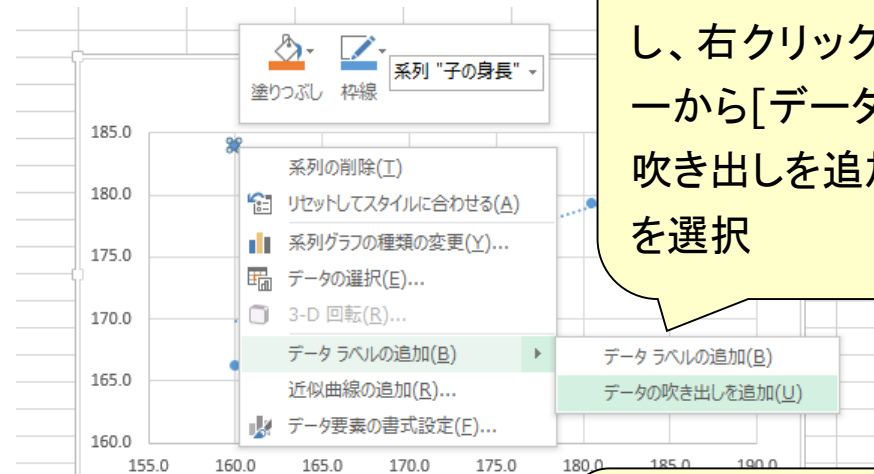 塗りつぶし 枠線 系列 "子の身長"
し、右クリック
ーから[データ
吹き出しを追加
を選択
185.0
180.0
175.0
170.0
165.0
160.0
系列の削除(T)
リセットしてスタイルに合わせる(A)
系列グラフの種類の変更(Y)...
データの選択(E)...
3-D 回転(R)...
データ ラベルの追加(B)
近似曲線の追加(R)...
データ要素の書式設定(F)...
データ ラベルの追加(B)
データの吹き出しを追加(U)
155.0 160.0 165.0 170.0 175.0 180.0 185.0 190.0